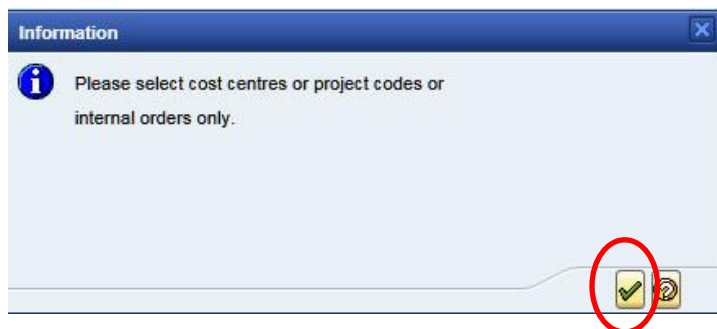 Information
Please select cost centres or project codes or
internal orders only.